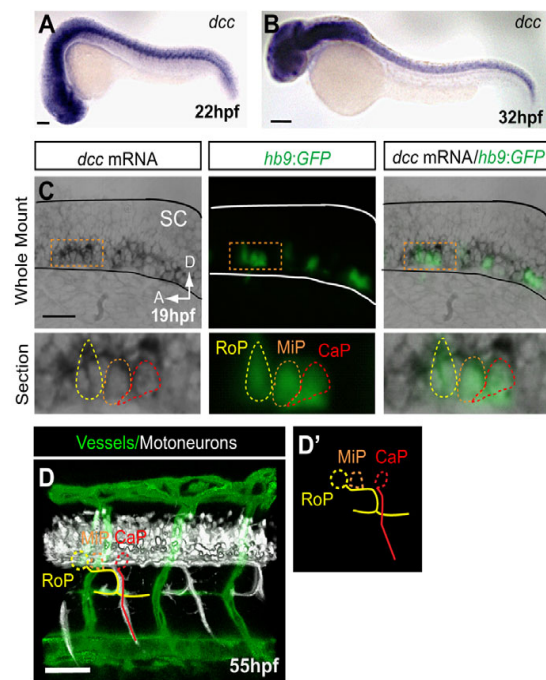 A
dcc
22hpf
B
dcc
32hpf
dcc mRNA
hb9:GFP
dcc mRNA/hb9:GFP
Whole Mount
C
SC
D
A
19hpf
Section
RoP
MiP
CaP
Vessels/Motoneurons
D
MiP
CaP
RoP
55hpf
D'
MiP
CaP
RoP